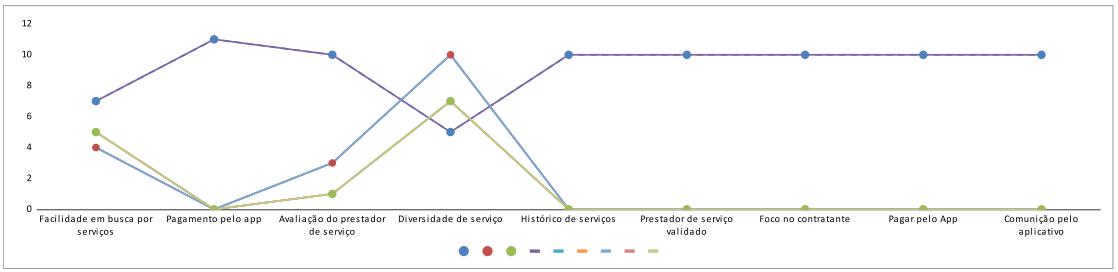 12
10
8
6
4
2
0
Facilidade em busca por
serviços
Pagamento pelo app
Avaliação do prestador
de serviço
Diversidade de serviço
Histórico de serviços
Prestador de serviço
validado
Foco no contratante
Pagar pelo App
Comunição pelo
aplicativo